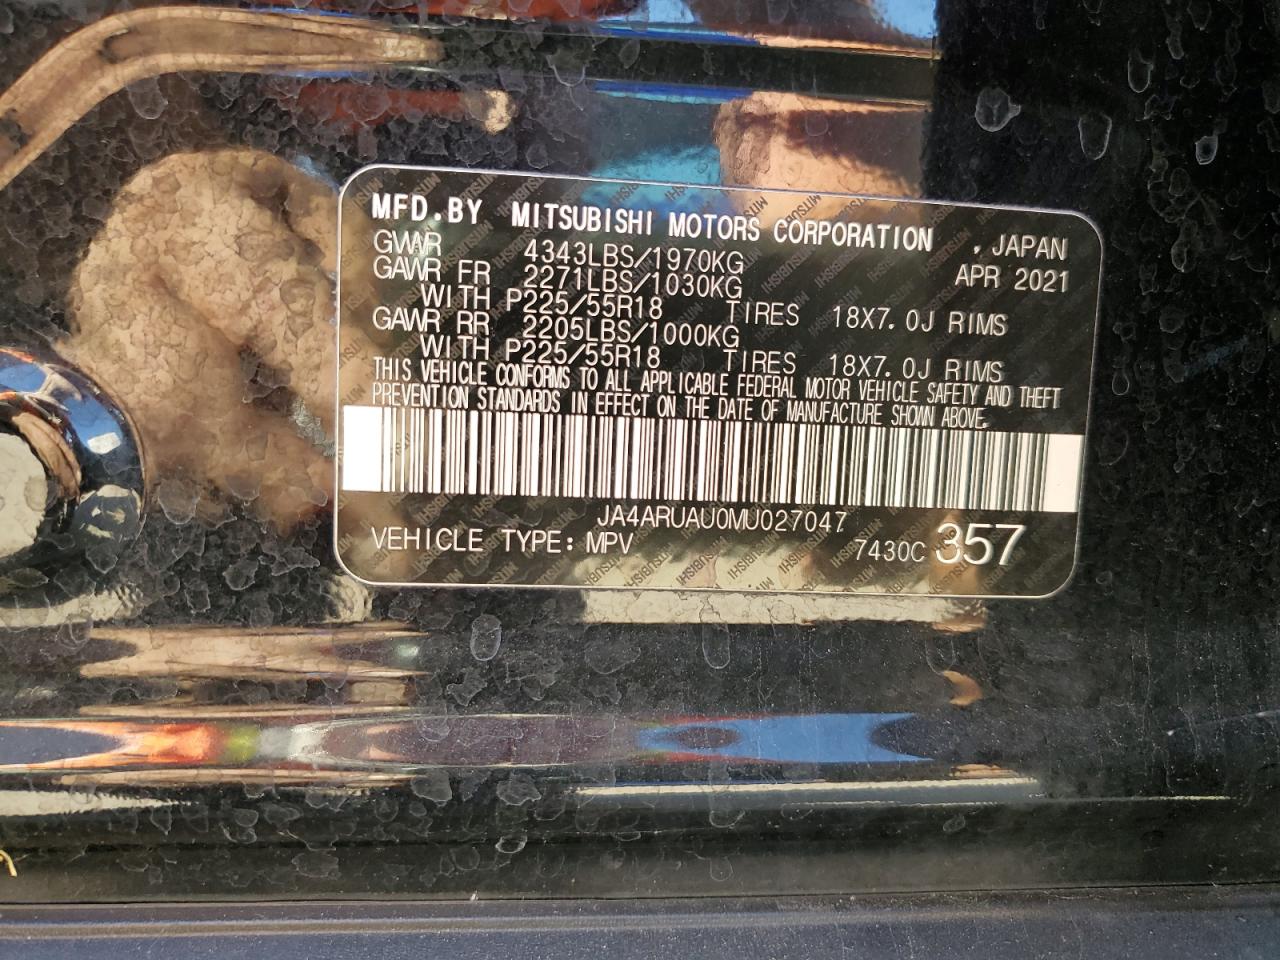 MFD.BY MITSUBISHI MOTORS CORPORATION , JAPAN
GVWR 4343LBS/1970KG APR 2021
GAWR FR 2271LBS/1030KG
WITH P225/55R18 TIRES 18X7.0J RIMS
GAWR RR 2205LBS/1000KG
WITH P225/55R18 TIRES 18X7.0J RIMS
THIS VEHICLE CONFORMS TO ALL APPLICABLE FEDERAL MOTOR VEHICLE SAFETY AND THEFT
PREVENTION STANDARDS IN EFFECT ON THE DATE OF MANUFACTURE SHOWN ABOVE.
JA4ARUAU0MU027047
VEHICLE TYPE: MPV 7430C 357